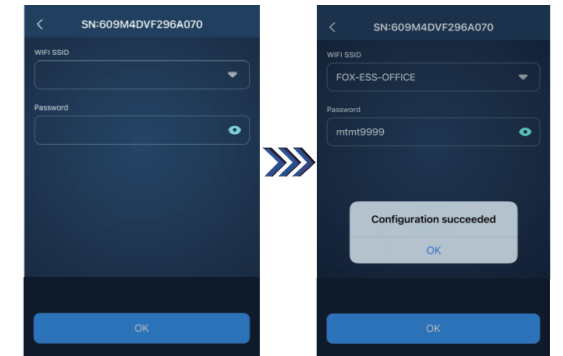 SN:609M4DVF296A070
WIFI SSID
Password
OK
SN:609M4DVF296A070
WIFI SSID
FOX-ESS-OFFICE
Password
mtmt9999
Configuration succeeded
OK
OK